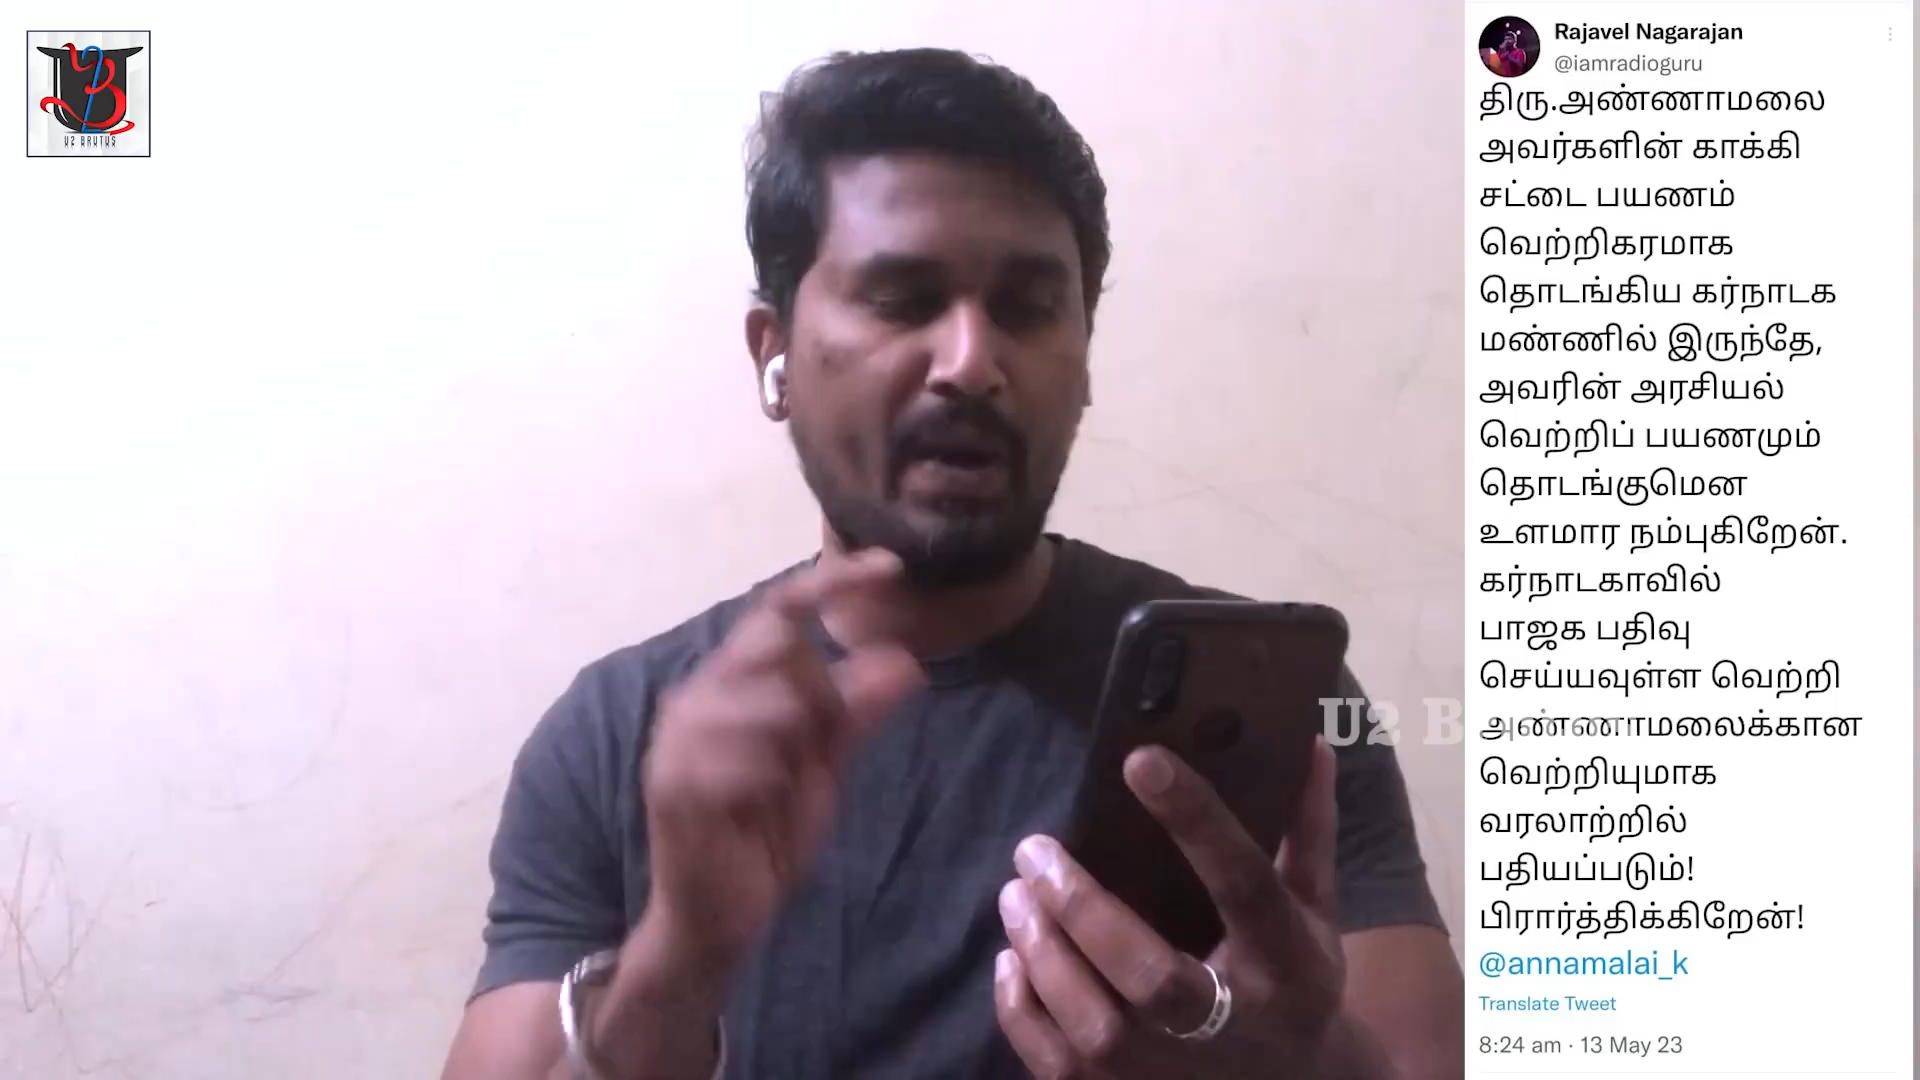 U2 BRUTUS
Rajavel Nagarajan
@iamradioguru
திரு.அண்ணாமலை
அவர்களின் காக்கி
சட்டை பயணம்
வெற்றிகரமாக
தொடங்கிய கர்நாடக
மண்ணில் இருந்தே,
அவரின் அரசியல்
வெற்றிப் பயணமும்
தொடங்குமென
உளமார நம்புகிறேன்.
கர்நாடகாவில்
பாஜக பதிவு
செய்யவுள்ள வெற்றி
அண்ணாமலைக்கான
வெற்றியுமாக
வரலாற்றில்
பதியப்படும்!
பிரார்த்திக்கிறேன்!
@annamalai_k
Translate Tweet
8:24 am · 13 May 23
U2 B